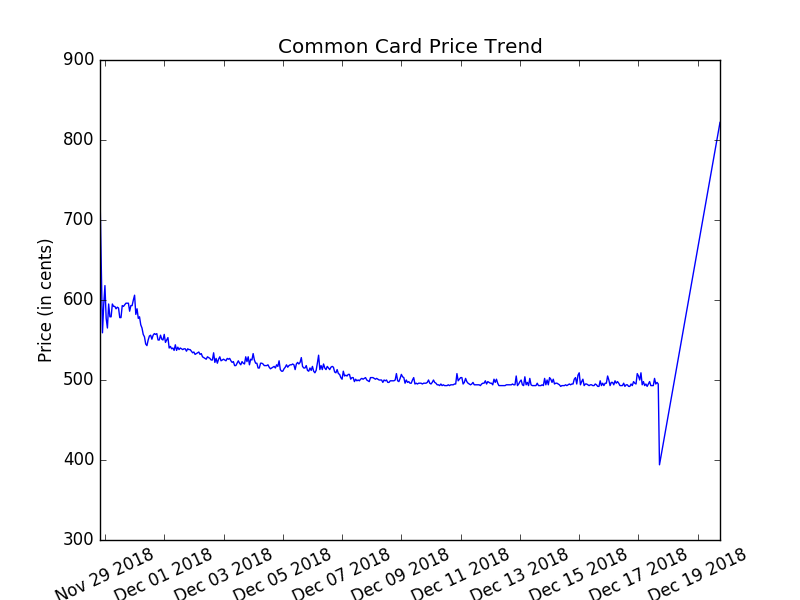 Common Card Price Trend
900
800
700
600
500
400
300
Price (in cents)
Nov 29 2018
Dec 01 2018
Dec 03 2018
Dec 05 2018
Dec 07 2018
Dec 09 2018
Dec 11 2018
Dec 13 2018
Dec 15 2018
Dec 17 2018
Dec 19 2018